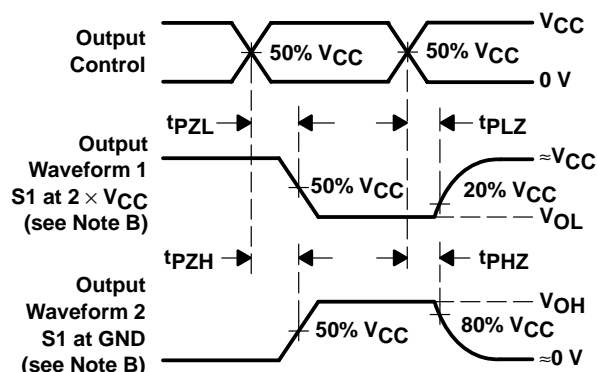 Output
Control
50% VCC
50% VCC
VCC
0 V
tPZL
tPLZ
Output
Waveform 1
S1 at 2 × VCC
(see Note B)
50% VCC
≈VCC
20% VCC
VOL
tPZH
tPHZ
Output
Waveform 2
S1 at GND
(see Note B)
50% VCC
VOH
80% VCC
≈0 V